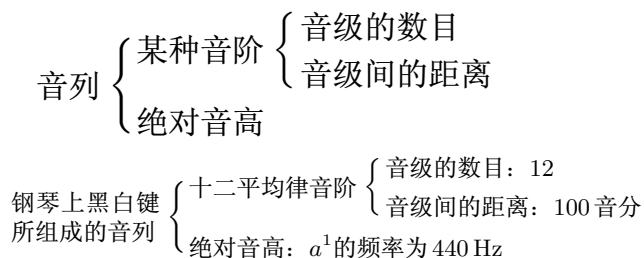 音列
某种音阶
音级的数目
音级间的距离
绝对音高
钢琴上黑白键
所组成的音列
十二平均律音阶
音级的数目：12
音级间的距离：100 音分
绝对音高：a¹的频率为 440 Hz